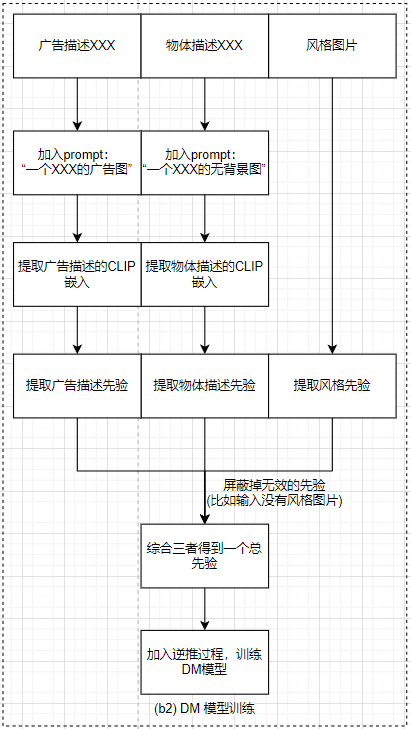 广告描述XXX
物体描述XXX
风格图片
加入prompt:
“一个XXX的广告图”
加入prompt:
“一个XXX的无背景图”
提取广告描述的CLIP
嵌入
提取物体描述的CLIP
嵌入
提取广告描述先验
提取物体描述先验
提取风格先验
屏蔽掉无效的先验
(比如输入没有风格图片)
综合三者得到一个总
先验
加入逆推过程，训练
DM模型
(b2) DM 模型训练